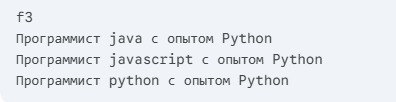 f3
Программист java с опытом Python
Программист javascript с опытом Python
Программист python с опытом Python